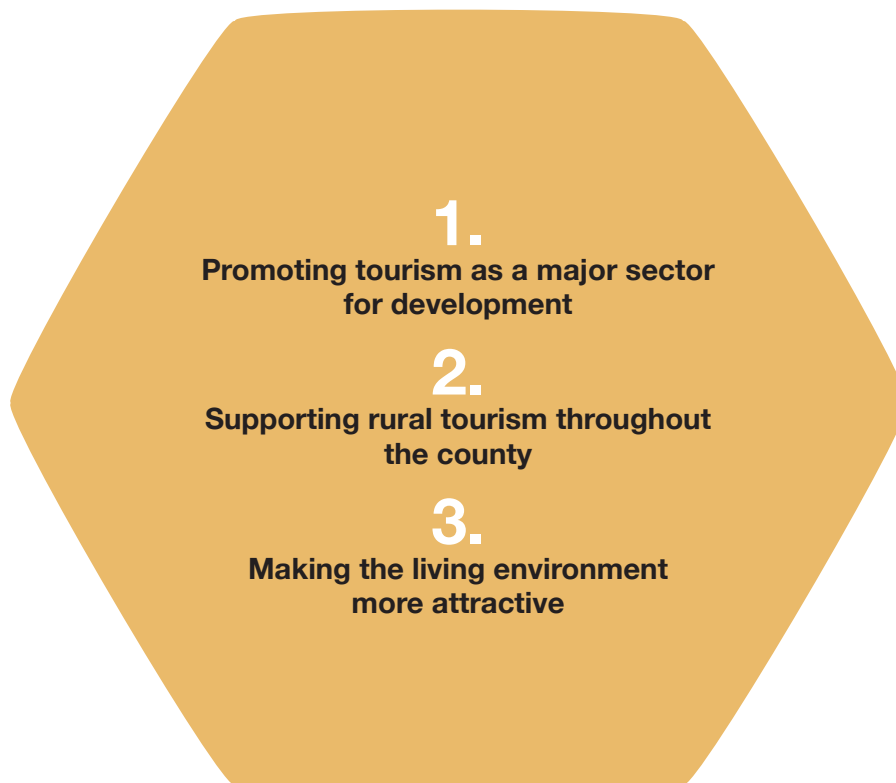 1.
Promoting tourism as a major sector
for development
2.
Supporting rural tourism throughout
the county
3.
Making the living environment
more attractive